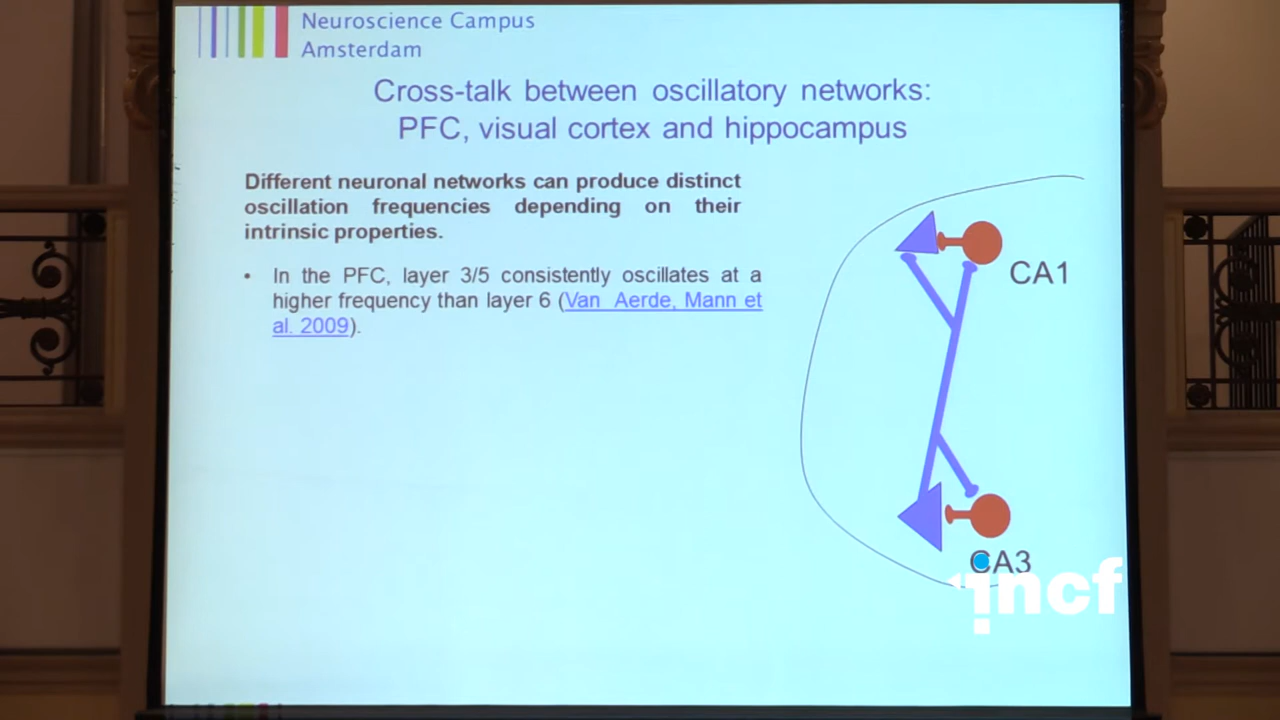 Neuroscience Campus
Amsterdam
Cross-talk between oscillatory networks:
PFC, visual cortex and hippocampus
Different neuronal networks can produce distinct
oscillation frequencies depending on their
intrinsic properties.
• In the PFC, layer 3/5 consistently oscillates at a
higher frequency than layer 6 (Van Aerde, Mann et
al. 2009).
CA1
CA3
incf